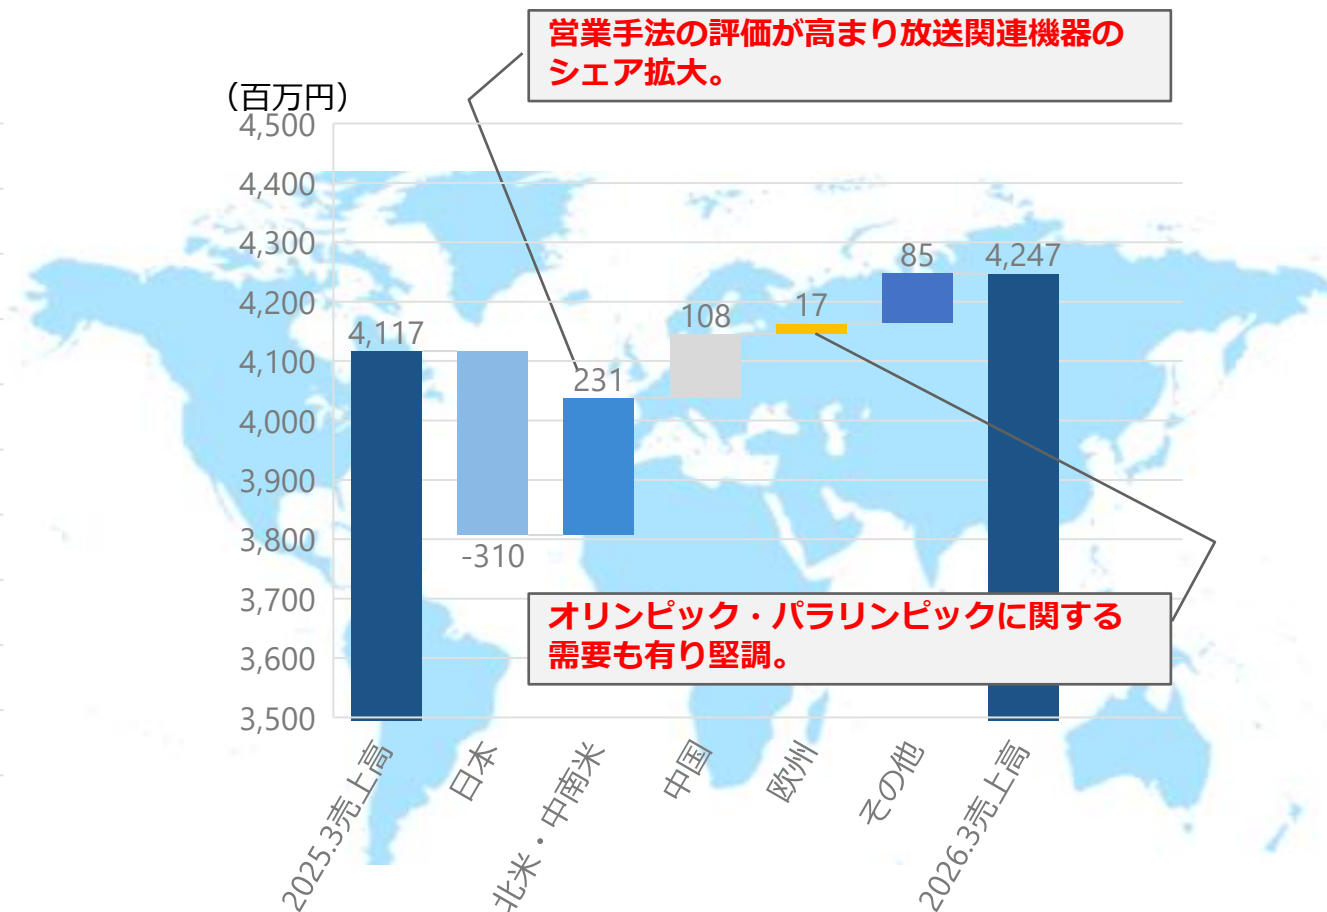 営業手法の評価が高まり放送関連機器の
シェア拡大。
（百万円）
4,500
4,400
4,300
4,200
4,100
4,000
3,900
3,800
3,700
3,600
3,500
4,117
-310
231
108
17
85
4,247
オリンピック・パラリンピックに関する
需要も有り堅調。
2025.3売上高
日本
北米・中南米
中国
欧州
その他
2026.3売上高